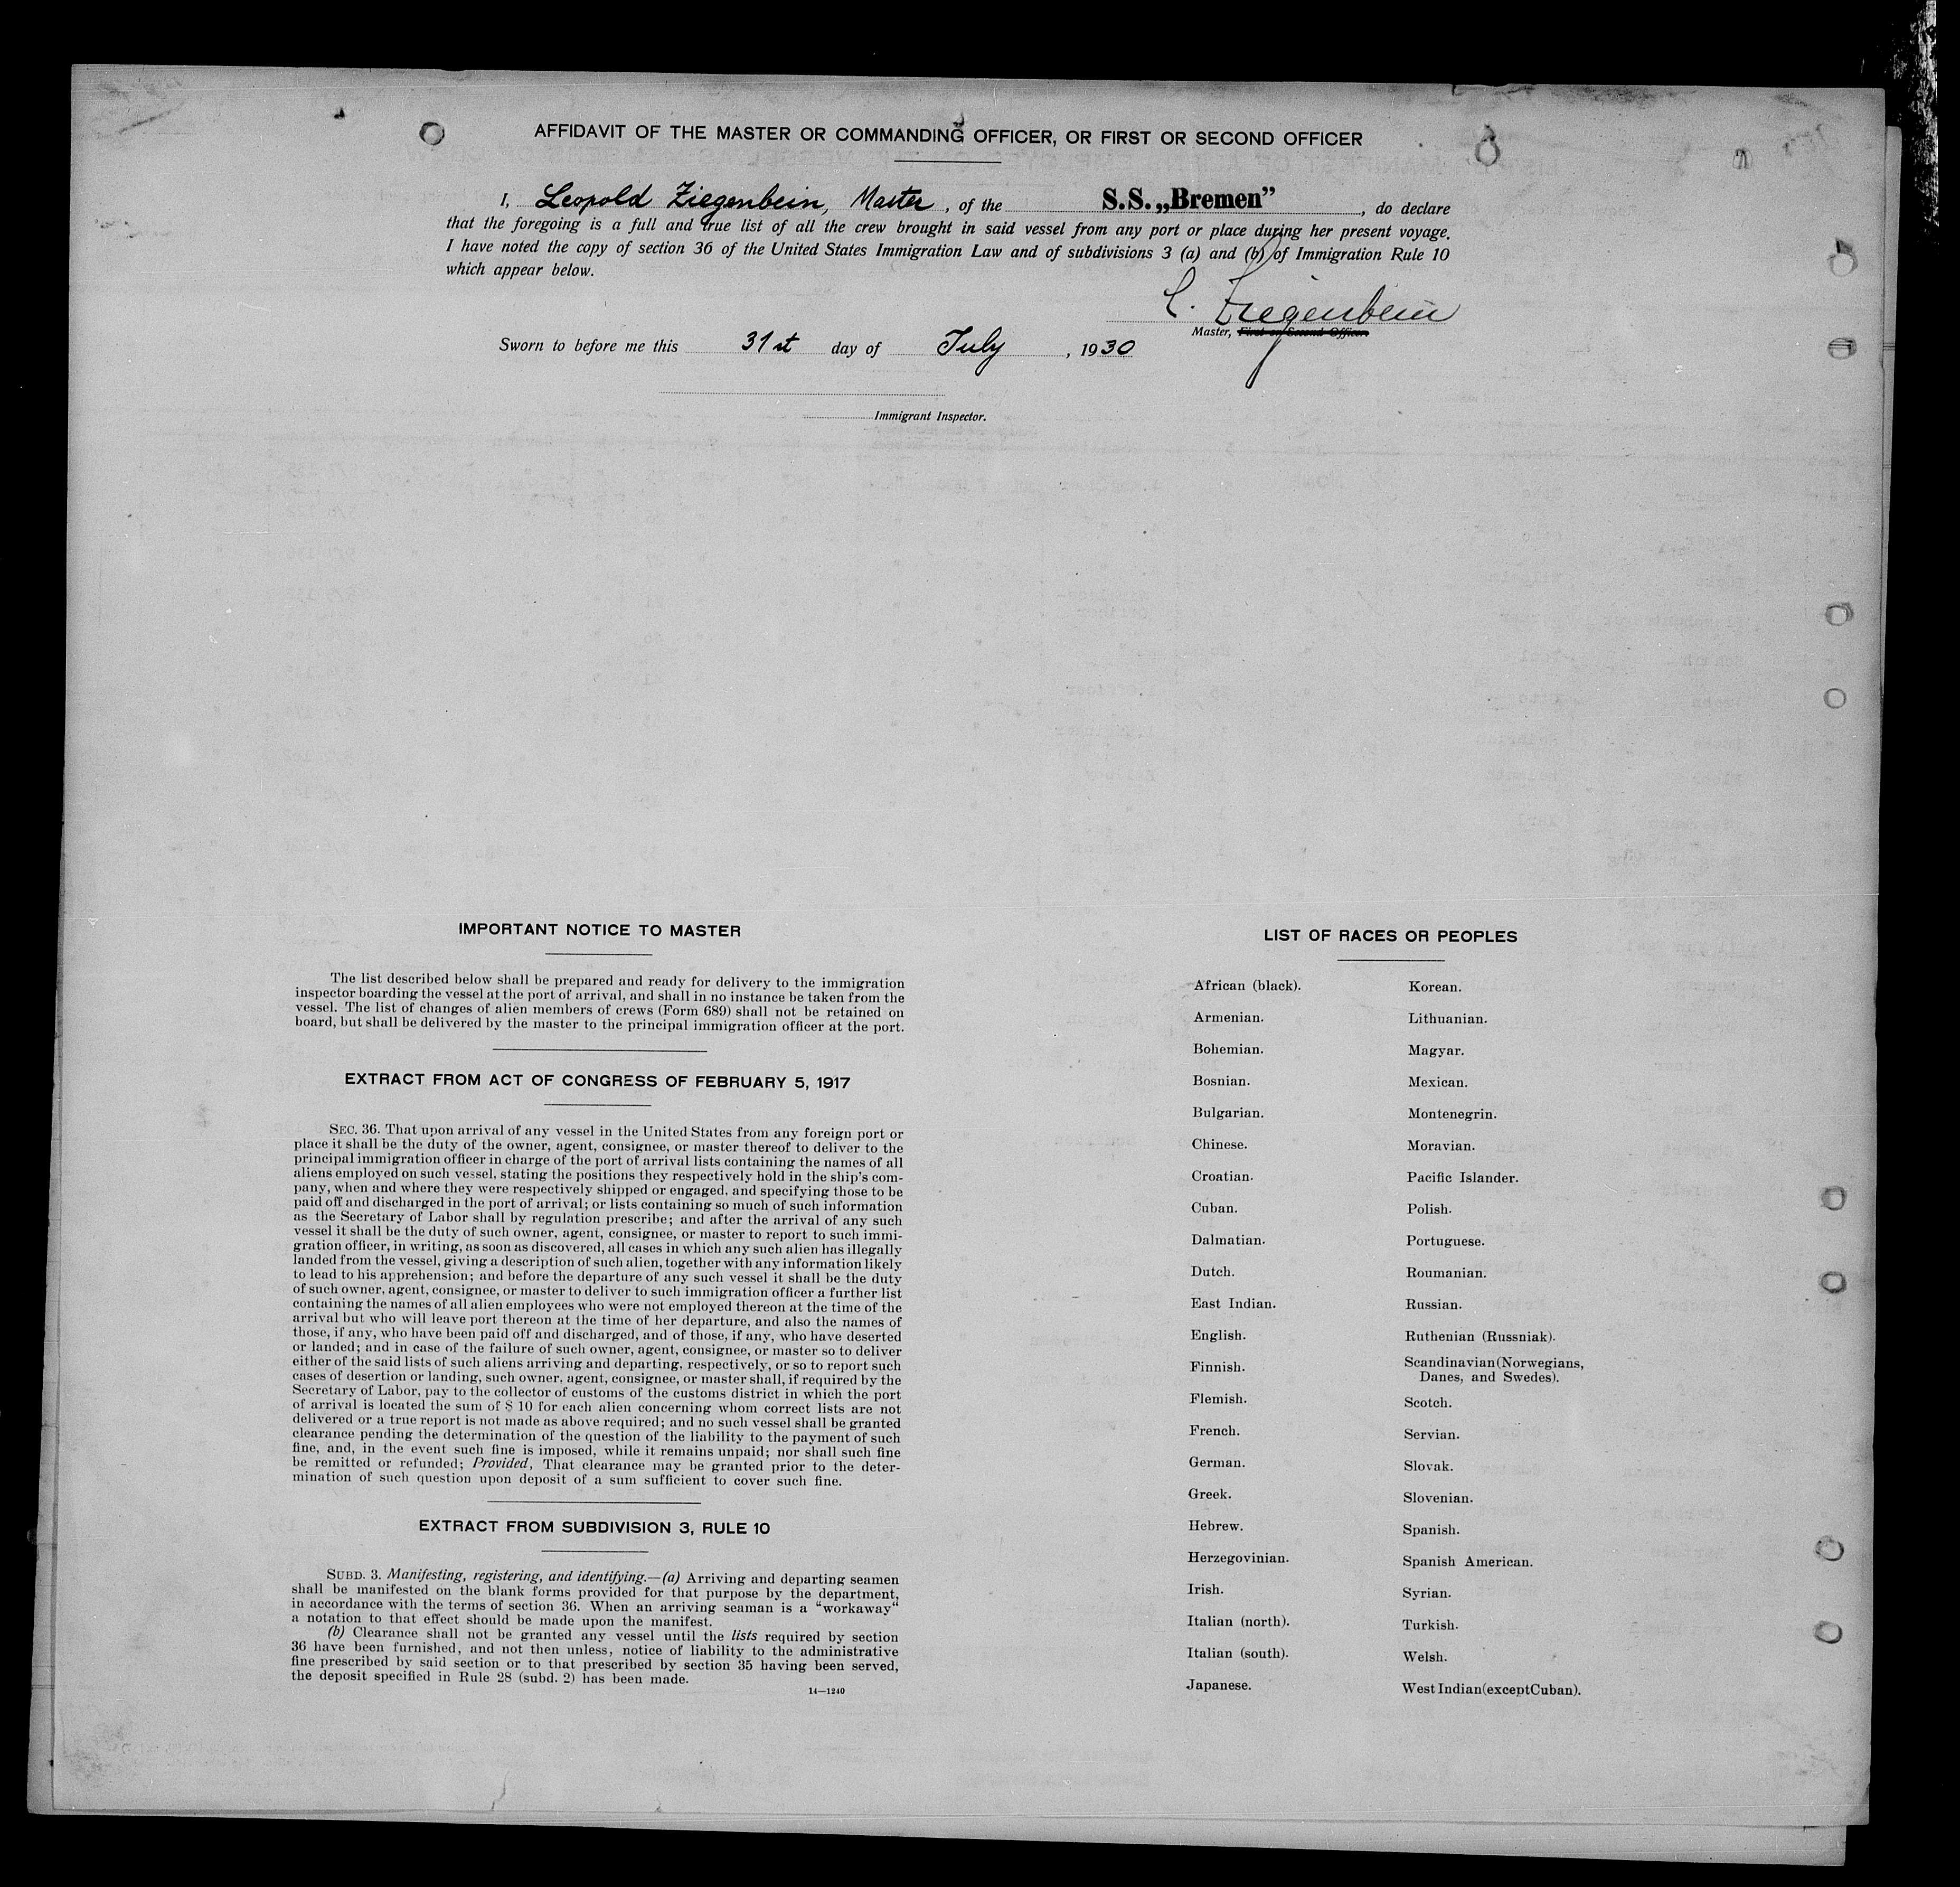 AFFIDAVIT OF THE MASTER OR COMMANDING OFFICER, OR FIRST OR SECOND OFFICER
I, Leopold Ziegenbein, Master, of the S.S. „Bremen”, do declare
that the foregoing is a full and true list of all the crew brought in said vessel from any port or place during her present voyage.
I have noted the copy of section 36 of the United States Immigration Law and of subdivisions 3 (a) and (b) of Immigration Rule 10
which appear below.
L. Ziegenbein
Master, First or Second Officer.
Sworn to before me this 31st day of July, 1930
Immigrant Inspector.
IMPORTANT NOTICE TO MASTER
The list described below shall be prepared and ready for delivery to the immigration
inspector boarding the vessel at the port of arrival, and shall in no instance be taken from the
vessel. The list of changes of alien members of crews (Form 689) shall not be retained on
board, but shall be delivered by the master to the principal immigration officer at the port.
EXTRACT FROM ACT OF CONGRESS OF FEBRUARY 5, 1917
SEC. 36. That upon arrival of any vessel in the United States from any foreign port or
place it shall be the duty of the owner, agent, consignee, or master thereof to deliver to the
principal immigration officer in charge of the port of arrival lists containing the names of all
aliens employed on such vessel, stating the positions they respectively hold in the ship's com-
pany, when and where they were respectively shipped or engaged, and specifying those to be
paid off and discharged in the port of arrival; or lists containing so much of such information
as the Secretary of Labor shall by regulation prescribe; and after the arrival of any such
vessel it shall be the duty of such owner, agent, consignee, or master to report to such immi-
gration officer, in writing, as soon as discovered, all cases in which any such alien has illegally
landed from the vessel, giving a description of such alien, together with any information likely
to lead to his apprehension; and before the departure of any such vessel it shall be the duty
of such owner, agent, consignee, or master to deliver to such immigration officer a further list
containing the names of all alien employees who were not employed thereon at the time of the
arrival but who will leave port thereon at the time of her departure, and also the names of
those, if any, who have been paid off and discharged, and of those, if any, who have deserted
or landed; and in case of the failure of such owner, agent, consignee, or master so to deliver
either of the said lists of such aliens arriving and departing, respectively, or so to report such
cases of desertion or landing, such owner, agent, consignee, or master shall, if required by the
Secretary of Labor, pay to the collector of customs of the customs district in which the port
of arrival is located the sum of $ 10 for each alien concerning whom correct lists are not
delivered or a true report is not made as above required; and no such vessel shall be granted
clearance pending the determination of the question of the liability to the payment of such
fine, and, in the event such fine is imposed, while it remains unpaid; nor shall such fine
be remitted or refunded; Provided, That clearance may be granted prior to the deter-
mination of such question upon deposit of a sum sufficient to cover such fine.
EXTRACT FROM SUBDIVISION 3, RULE 10
SUBD. 3. Manifesting, registering, and identifying.—(a) Arriving and departing seamen
shall be manifested on the blank forms provided for that purpose by the department,
in accordance with the terms of section 36. When an arriving seaman is a “workaway“
a notation to that effect should be made upon the manifest.
(b) Clearance shall not be granted any vessel until the lists required by section
36 have been furnished, and not then unless, notice of liability to the administrative
fine prescribed by said section or to that prescribed by section 35 having been served,
the deposit specified in Rule 28 (subd. 2) has been made.
14—1240
LIST OF RACES OR PEOPLES
African (black).
Armenian.
Bohemian.
Bosnian.
Bulgarian.
Chinese.
Croatian.
Cuban.
Dalmatian.
Dutch.
East Indian.
English.
Finnish.
Flemish.
French.
German.
Greek.
Hebrew.
Herzegovinian.
Irish.
Italian (north).
Italian (south).
Japanese.
Korean.
Lithuanian.
Magyar.
Mexican.
Montenegrin.
Moravian.
Pacific Islander.
Polish.
Portuguese.
Roumanian.
Russian.
Ruthenian (Russniak).
Scandinavian (Norwegians,
Danes, and Swedes).
Scotch.
Servian.
Slovak.
Slovenian.
Spanish.
Spanish American.
Syrian.
Turkish.
Welsh.
West Indian (except Cuban).